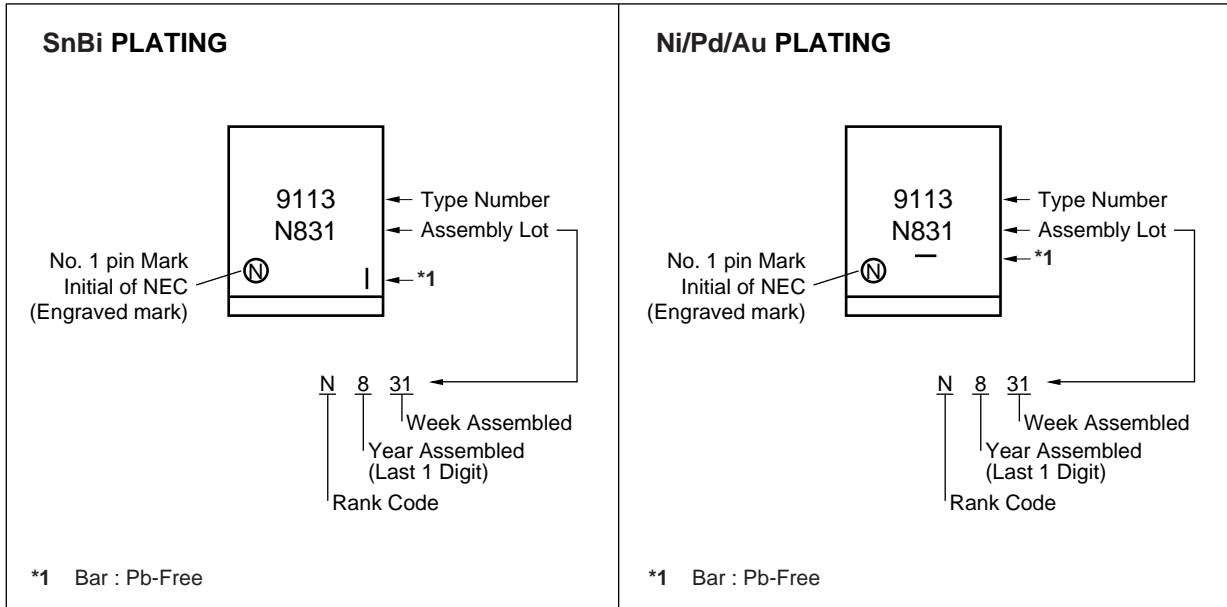 SnBi PLATING
9113
N831
N
Type Number
Assembly Lot
*1
No. 1 pin Mark
Initial of NEC
(Engraved mark)
N 8 31
Week Assembled
Year Assembled
(Last 1 Digit)
Rank Code
*1 Bar : Pb-Free
Ni/Pd/Au PLATING
9113
N831
N
Type Number
Assembly Lot
*1
No. 1 pin Mark
Initial of NEC
(Engraved mark)
N 8 31
Week Assembled
Year Assembled
(Last 1 Digit)
Rank Code
*1 Bar : Pb-Free